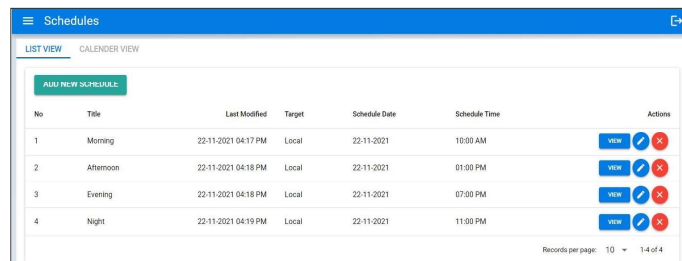 Schedules
LIST VIEW CALENDER VIEW
ADD NEW SCHEDULE
No Title Last Modified Target Schedule Date Schedule Time Actions
1 Morning 22-11-2021 04:17 PM Local 22-11-2021 10:00 AM VIEW
2 Afternoon 22-11-2021 04:18 PM Local 22-11-2021 01:00 PM VIEW
3 Evening 22-11-2021 04:18 PM Local 22-11-2021 07:00 PM VIEW
4 Night 22-11-2021 04:19 PM Local 22-11-2021 11:00 PM VIEW
Records per page: 10 1-4 of 4